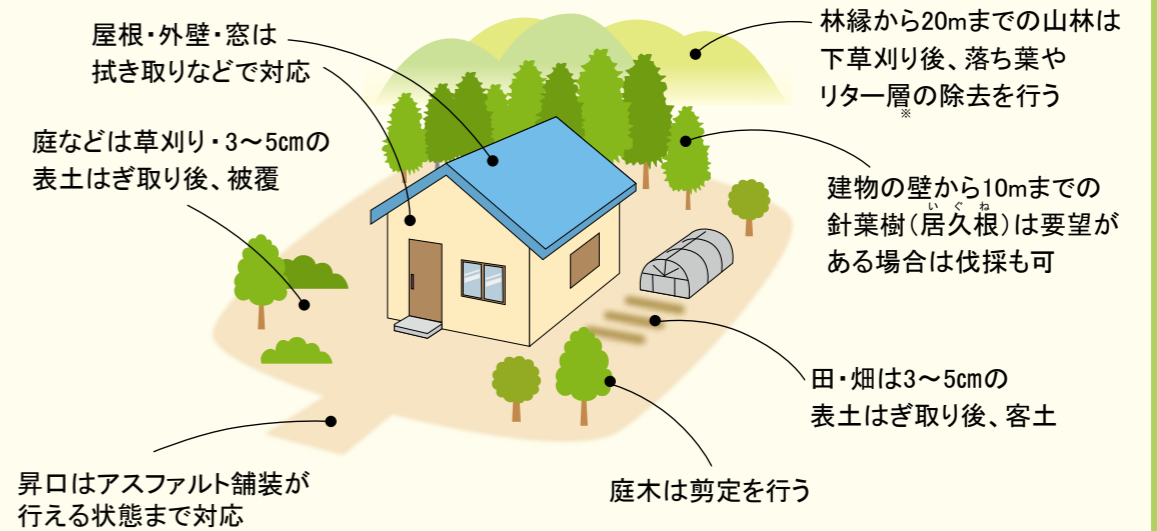 屋根・外壁・窓は
拭き取りなどで対応
庭などは草刈り・3〜5㎝の
表土はぎ取り後、被覆
昇口はアスファルト舗装が
行える状態まで対応
林縁から20mまでの山林は
下草刈り後、落ち葉や
リター層の除去を行う
※
建物の壁から10mまでの
いぐね
針葉樹（居久根）は要望が
ある場合は伐採も可
田・畑は3〜5㎝の
表土はぎ取り後、客土
庭木は剪定を行う